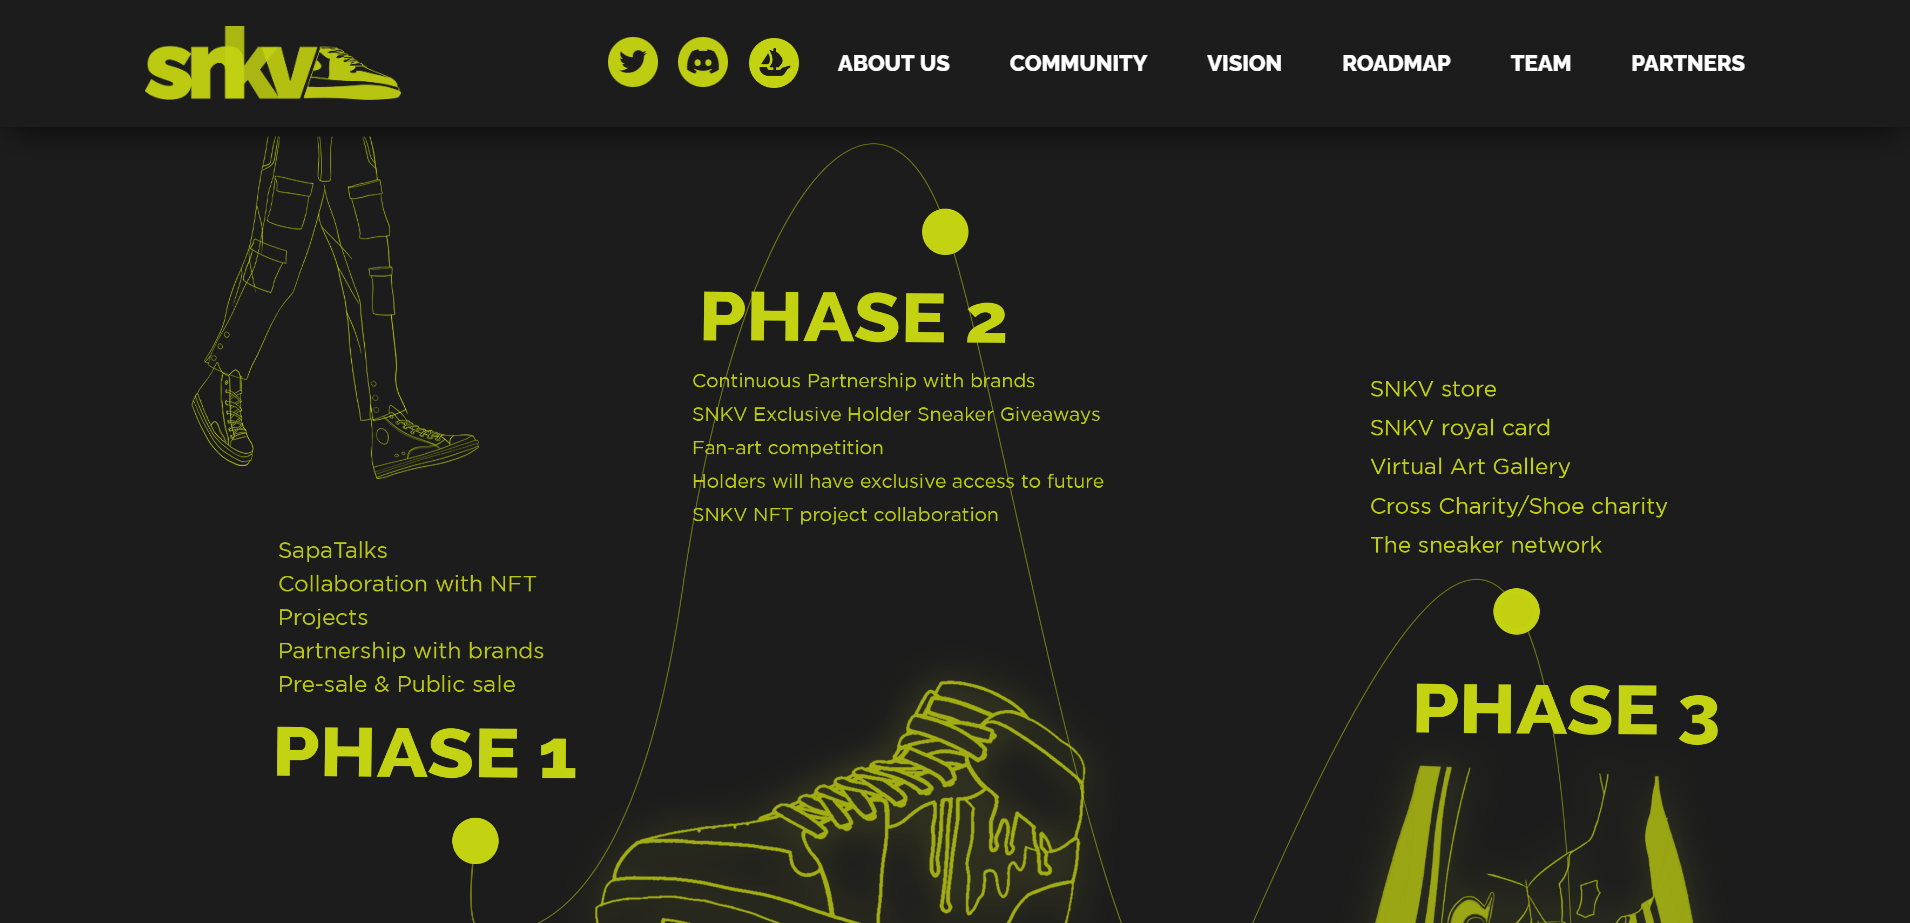 snkv
ABOUT US
COMMUNITY
VISION
ROADMAP
TEAM
PARTNERS
SapaTalks
Collaboration with NFT
Projects
Partnership with brands
Pre-sale & Public sale
PHASE 1
PHASE 2
Continuous Partnership with brands
SNKV Exclusive Holder Sneaker Giveaways
Fan-art competition
Holders will have exclusive access to future
SNKV NFT project collaboration
SNKV store
SNKV royal card
Virtual Art Gallery
Cross Charity/Shoe charity
The sneaker network
PHASE 3